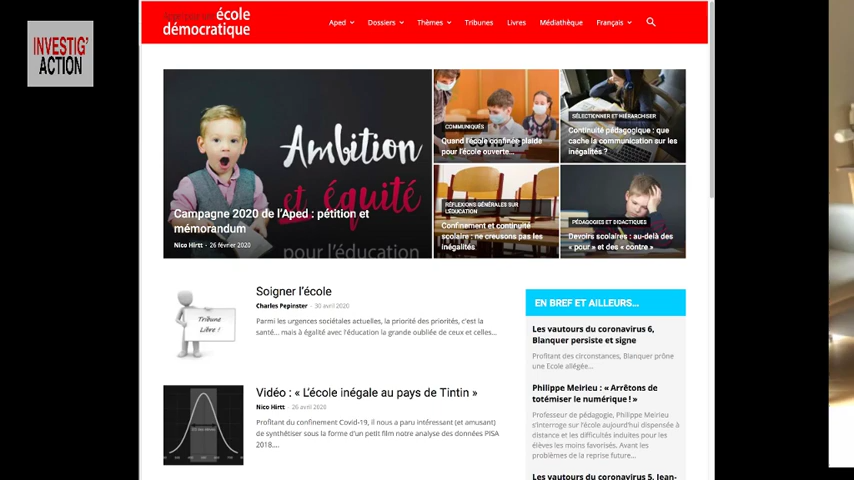 INVESTIG'
ACTION
école
démocratique
Aped
Dossiers
Thèmes
Tribunes
Livres
Médiathèque
Français
Ambition
et équité
pour l'éducation
Campagne 2020 de l'Aped : pétition et
mémorandum
Nico Hirtt - 26 février 2020
COMMUNIQUÉS
Quand l'école confinée plaide
pour l'école ouverte...
SÉLECTIONNER ET HIÉRARCHISER
Continuité pédagogique : que
cache la communication sur les
inégalités ?
RÉFLEXIONS GÉNÉRALES SUR
L'ÉDUCATION
Confinement et continuité
scolaire : ne creusons pas les
inégalités
PÉDAGOGIES ET DIDACTIQUES
Devoirs scolaires : au-delà des
« pour » et des « contre »
Tribune
Libre !
Soigner l'école
Charles Pepinster - 30 avril 2020
Parmi les urgences sociétales actuelles, la priorité des priorités, c'est la
santé... mais à égalité avec l'éducation la grande oubliée de ceux et celles...
Vidéo : « L'école inégale au pays de Tintin »
Nico Hirtt - 26 avril 2020
Profitant du confinement Covid-19, il nous a paru intéressant (et amusant)
de synthétiser sous la forme d'un petit film notre analyse des données PISA
2018....
EN BREF ET AILLEURS...
Les vautours du coronavirus 6,
Blanquer persiste et signe
Profitant des circonstances, Blanquer prône
une Ecole allégée...
Philippe Meirieu : « Arrêtons de
totémiser le numérique ! »
Professeur de pédagogie, Philippe Meirieu
s'interroge sur l'école aujourd'hui dispensée à
distance et les difficultés induites pour les
élèves les moins favorisés. Avant les
problèmes de la reprise future...
Les vautours du coronavirus 5, Jean-